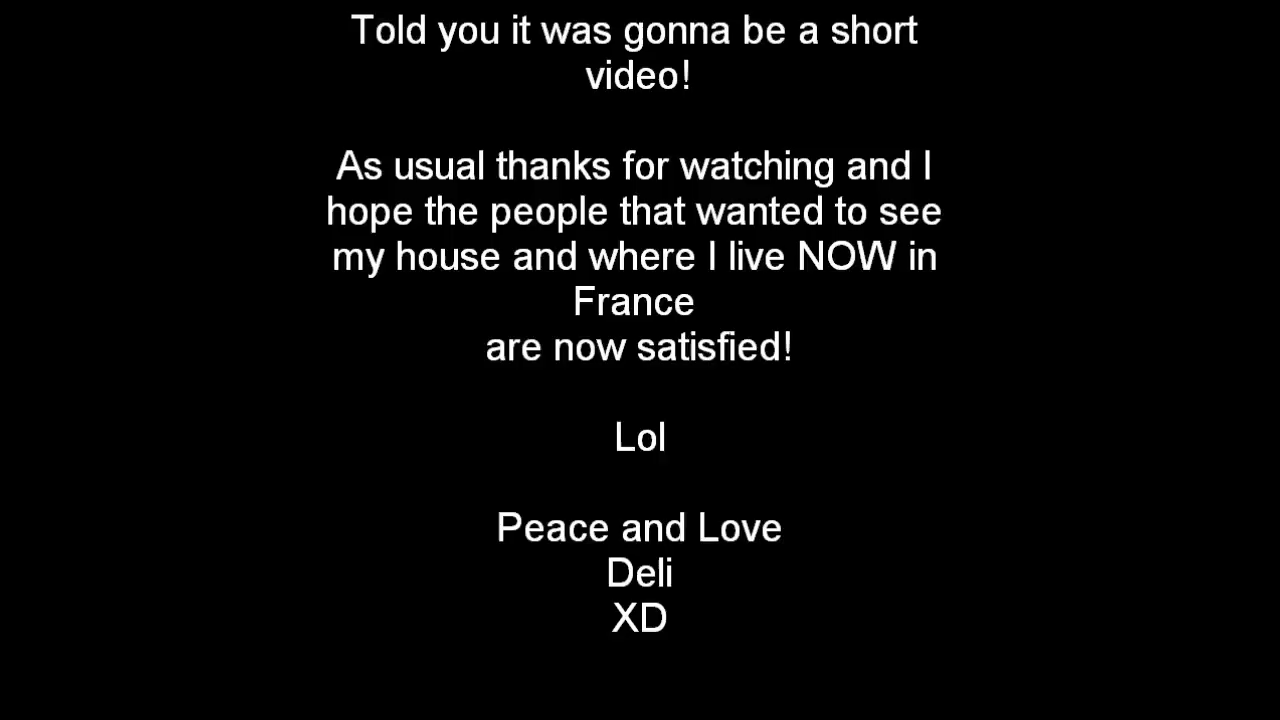 Told you it was gonna be a short
video!
As usual thanks for watching and I
hope the people that wanted to see
my house and where I live NOW in
France
are now satisfied!
Lol
Peace and Love
Deli
XD